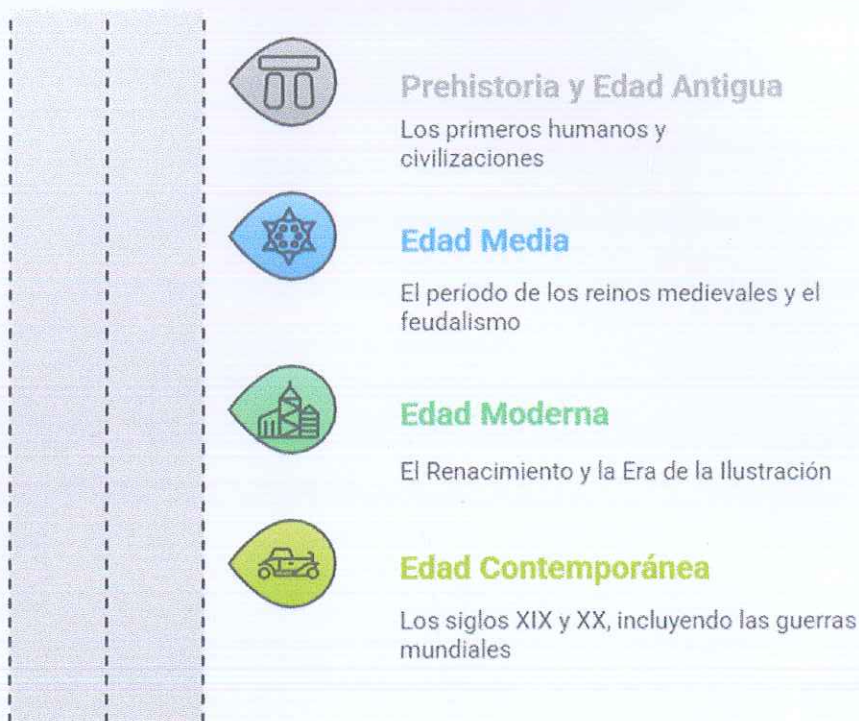 Prehistoria y Edad Antigua
Los primeros humanos y
civilizaciones
Edad Media
El período de los reinos medievales y el
feudalismo
Edad Moderna
El Renacimiento y la Era de la Ilustración
Edad Contemporánea
Los siglos XIX y XX, incluyendo las guerras
mundiales